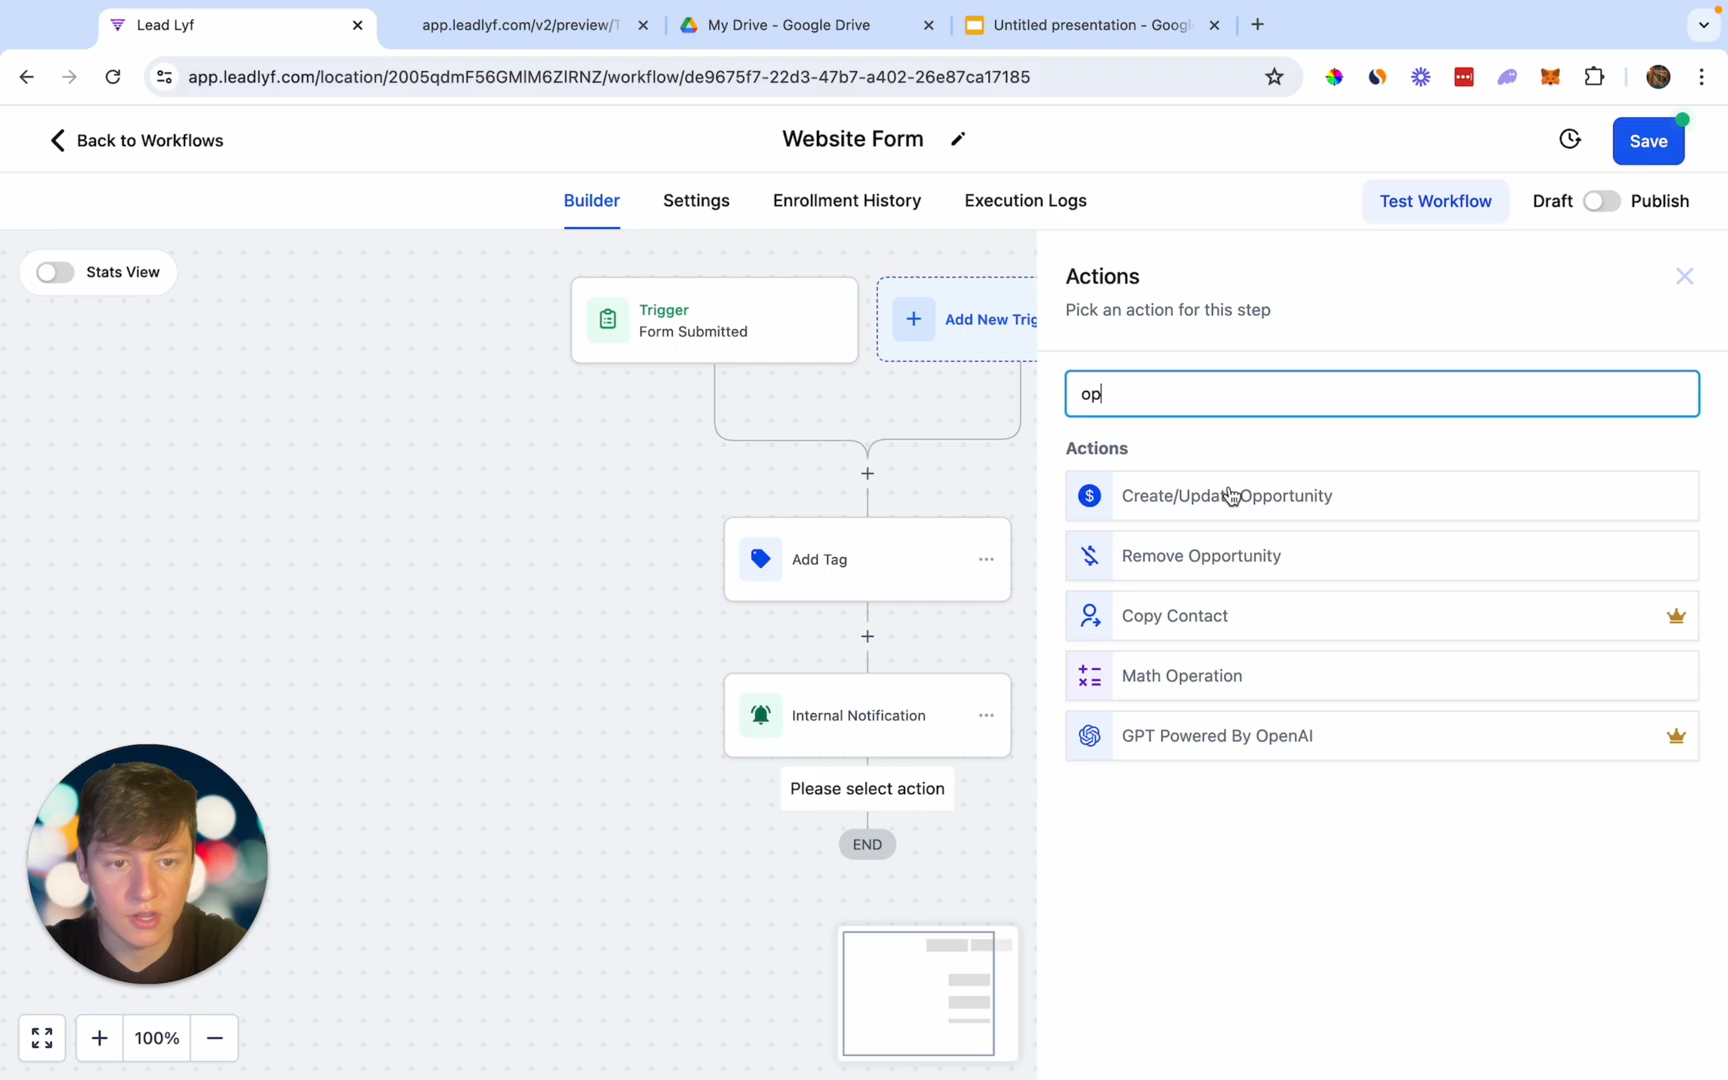 Lead Lyf
app.leadlyf.com/v2/preview/
My Drive - Google Drive
Untitled presentation - Goog
app.leadlyf.com/location/2005qdmF56GMlM6ZIRNZ/workflow/de9675f7-22d3-47b7-a402-26e87ca17185
Back to Workflows
Website Form
Save
Builder
Settings
Enrollment History
Execution Logs
Test Workflow
Draft
Publish
Stats View
Trigger
Form Submitted
Add New Trig
Actions
Pick an action for this step
op
Actions
Create/Update Opportunity
Remove Opportunity
Copy Contact
Math Operation
GPT Powered By OpenAI
Add Tag
Internal Notification
Please select action
END
100%